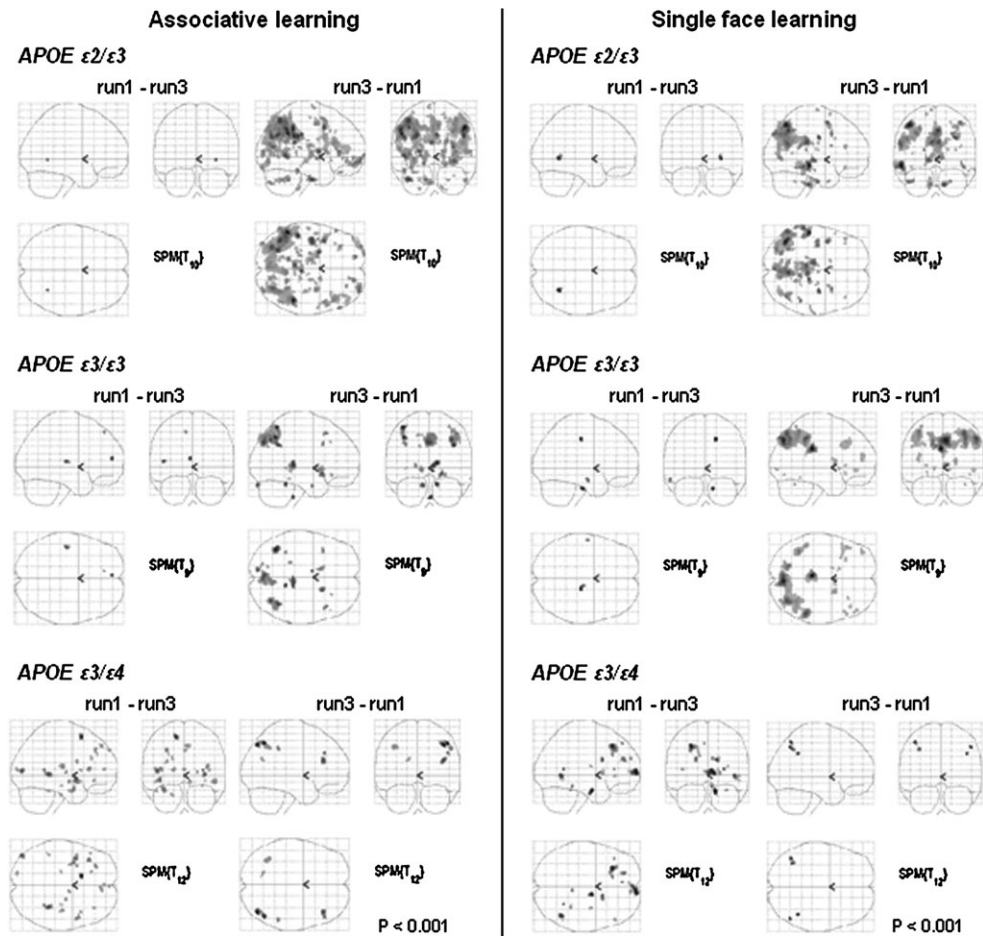 Associative learning
APOE ε2/ε3
run1 - run3 run3 - run1
SPM{T10} SPM{T10}
APOE ε3/ε3
run1 - run3 run3 - run1
SPM{T9} SPM{T9}
APOE ε3/ε4
run1 - run3 run3 - run1
SPM{T12} SPM{T12}
P < 0.001
Single face learning
APOE ε2/ε3
run1 - run3 run3 - run1
SPM{T10} SPM{T10}
APOE ε3/ε3
run1 - run3 run3 - run1
SPM{T9} SPM{T9}
APOE ε3/ε4
run1 - run3 run3 - run1
SPM{T12} SPM{T12}
P < 0.001